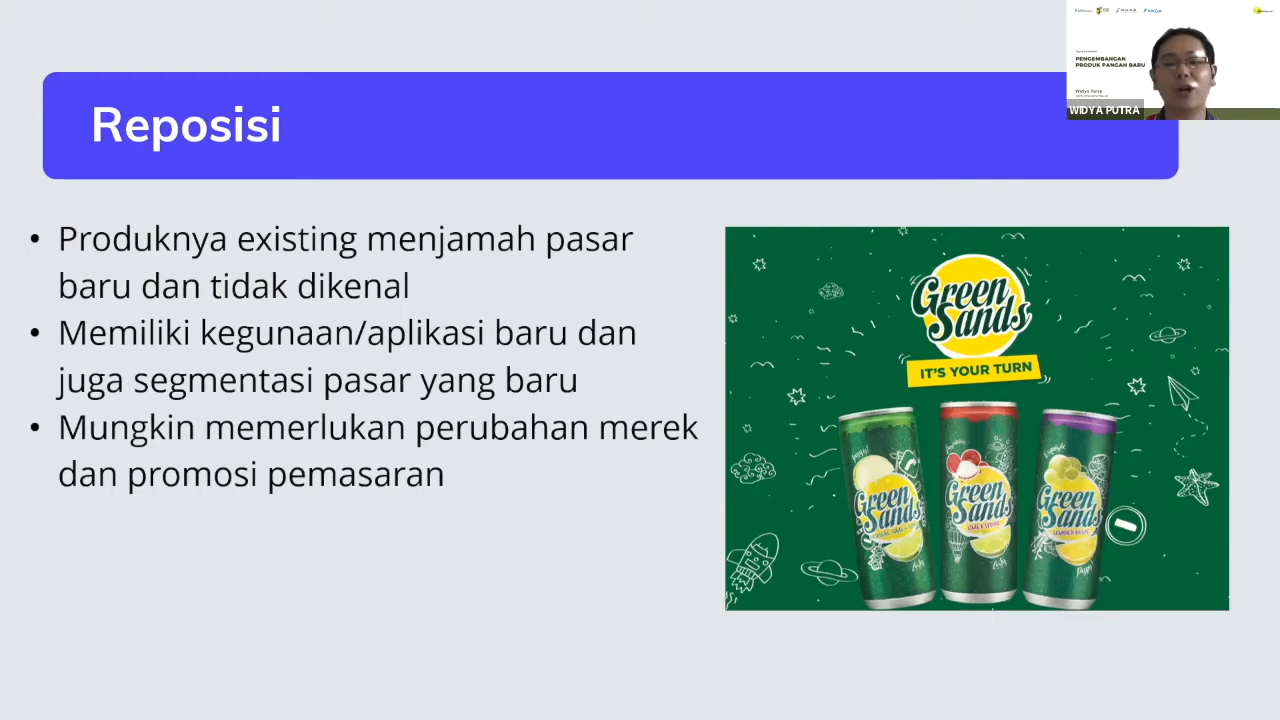 PENGEMBANGAN
PRODUK PANGAN BARU
Widya Putra
WIDYA PUTRA
Reposisi
• Produknya existing menjamah pasar
baru dan tidak dikenal
• Memiliki kegunaan/aplikasi baru dan
juga segmentasi pasar yang baru
• Mungkin memerlukan perubahan merek
dan promosi pemasaran
Green
Sands
IT'S YOUR TURN
Green
Sands
Green
Sands
Green
Sands